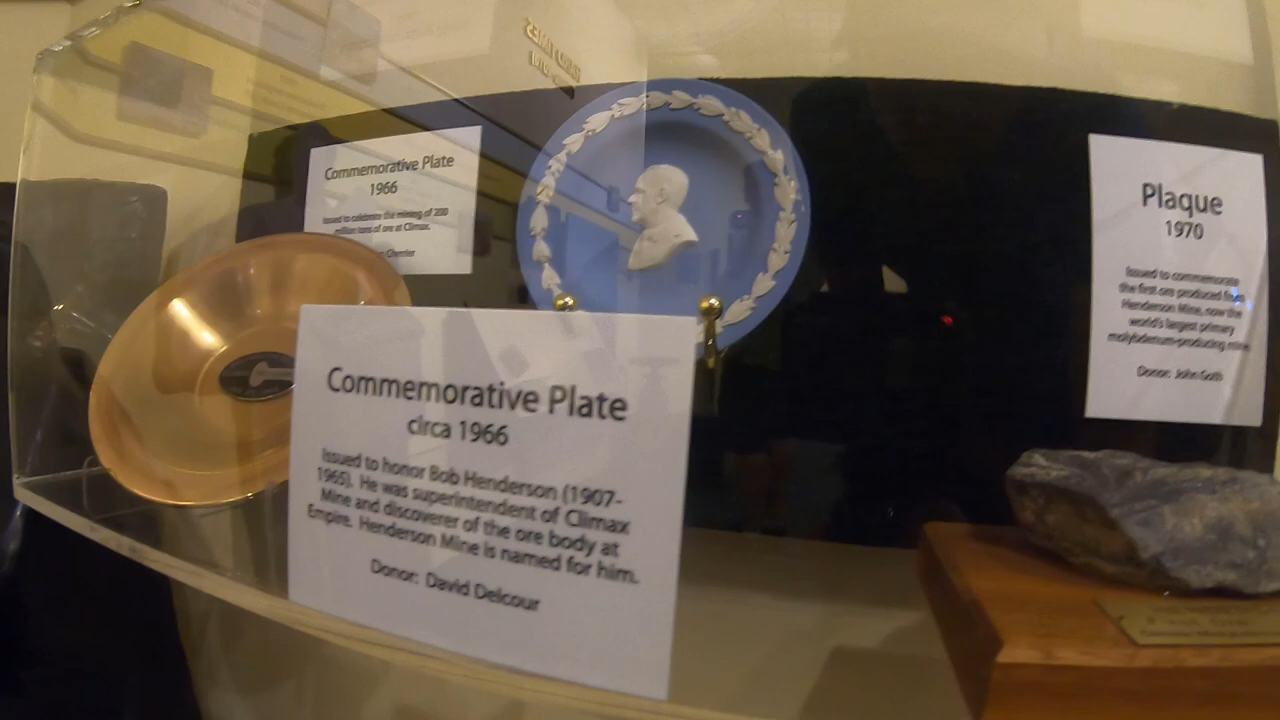 Commemorative Plate
1966
Issued to celebrate the mining of 200
million tons of ore at Climax.
Chernier
Commemorative Plate
circa 1966
Issued to honor Bob Henderson (1907-
1965). He was superintendent of Climax
Mine and discoverer of the ore body at
Empire. Henderson Mine is named for him.
Donor: David Delcour
Plaque
1970
Issued to commemorate
the first ore produced from
Henderson Mine, now the
world's largest primary
molybdenum-producing mine.
Donor: John Goth